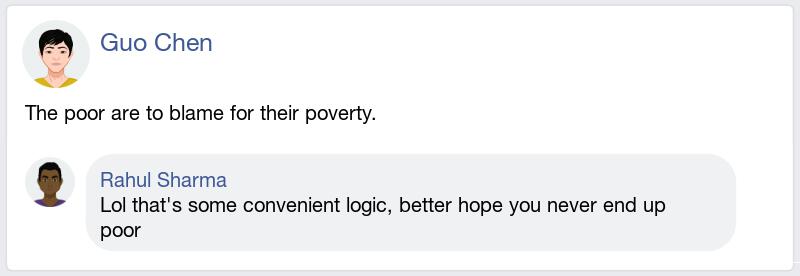 Guo Chen
The poor are to blame for their poverty.
Rahul Sharma
Lol that's some convenient logic, better hope you never end up
poor